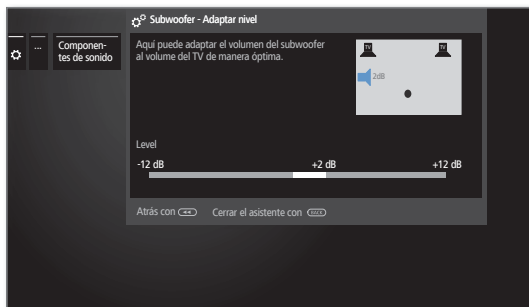 Subwoofer - Adaptar nivel
...
Componen-
tes de sonido
Aquí puede adaptar el volumen del subwoofer
al volume del TV de manera óptima.
TV
TV
2dB
Level
-12 dB
+2 dB
+12 dB
Atrás con
Cerrar el asistente con BACK